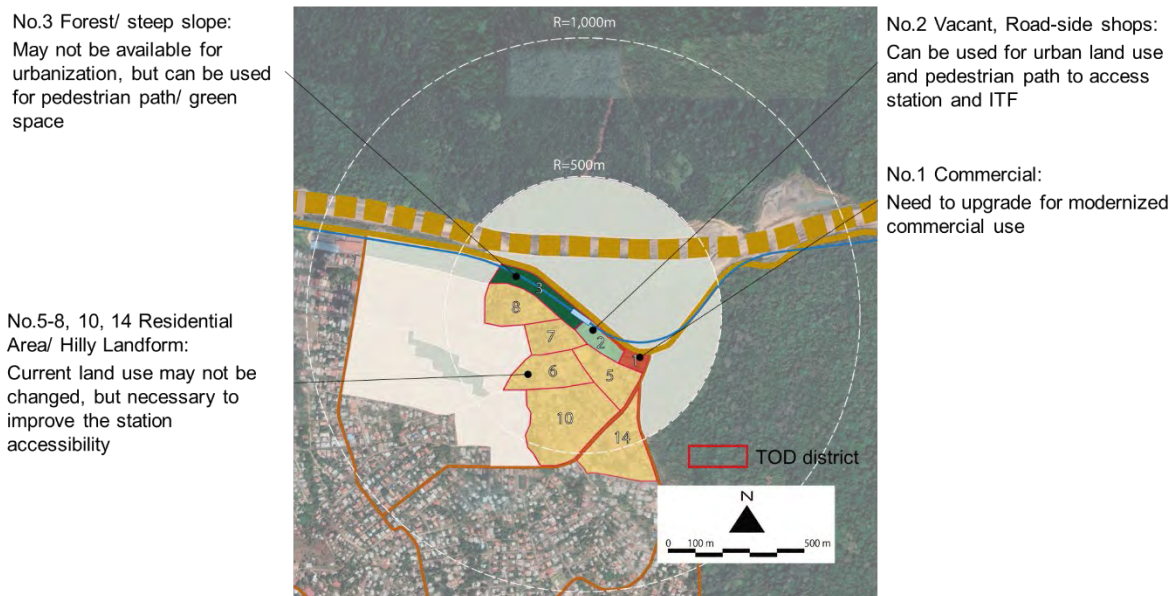 No.3 Forest/ steep slope:
May not be available for
urbanization, but can be used
for pedestrian path/ green
space
No.2 Vacant, Road-side shops:
Can be used for urban land use
and pedestrian path to access
station and ITF
No.1 Commercial:
Need to upgrade for modernized
commercial use
No.5-8, 10, 14 Residential
Area/ Hilly Landform:
Current land use may not be
changed, but necessary to
improve the station
accessibility
R=1,000m
R=500m
3
8
2
7
1
6
5
10
14
TOD district
N
0 100 m 500 m